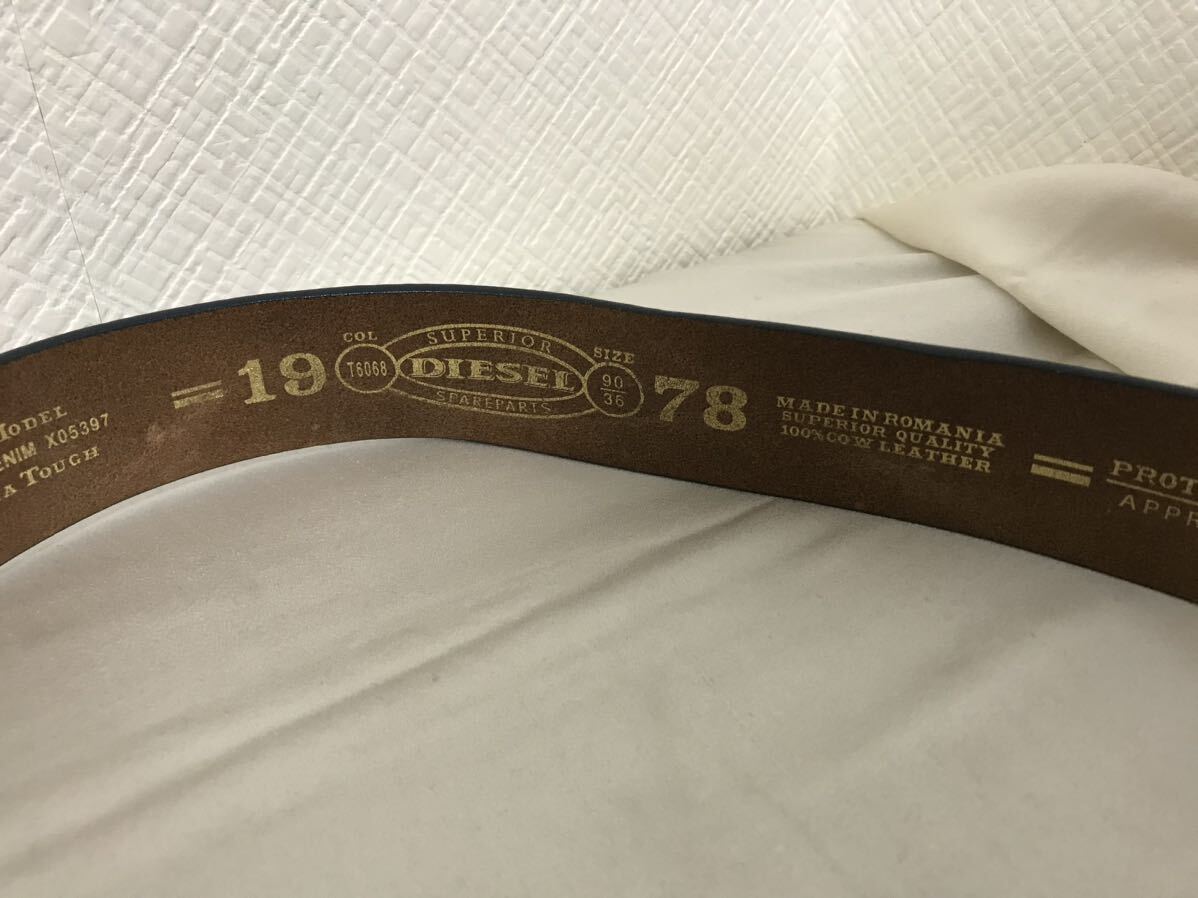 MODEL
ENIM X05397
A TOUGH
= 19
COL
T6068
SUPERIOR
DIESEL
SPAREPARTS
SIZE
90
36
78
MADE IN ROMANIA
SUPERIOR QUALITY
100% COW LEATHER
= PROT
APPR